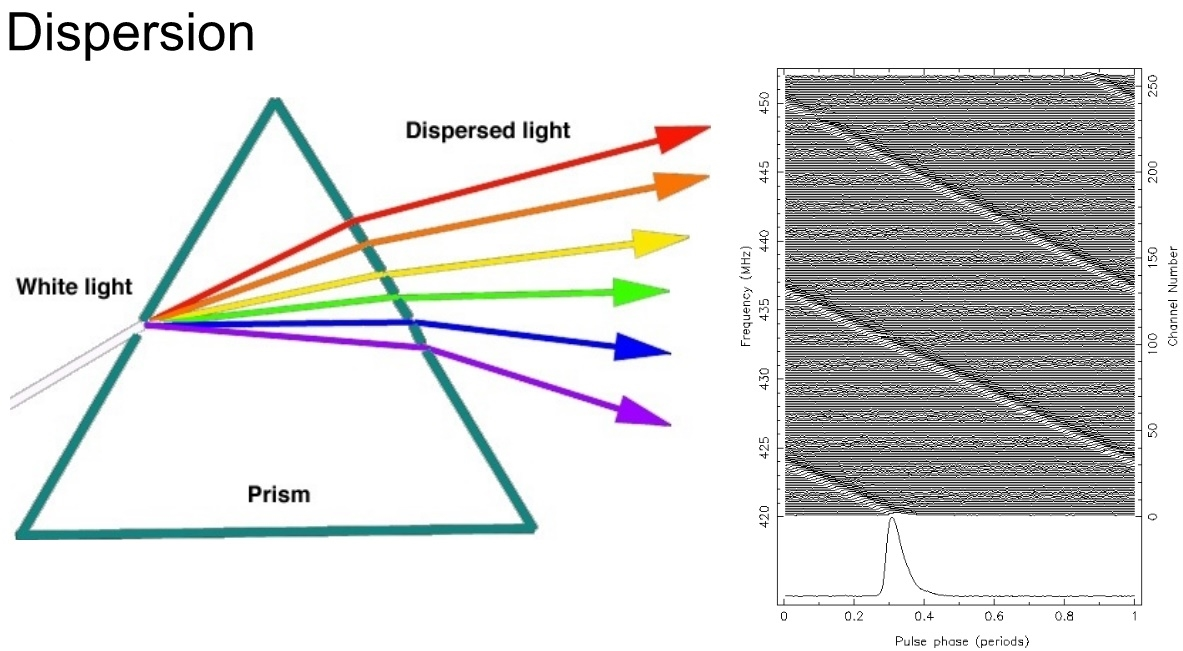 Dispersion
Dispersed light
White light
Prism
Frequency (MHz)
450
445
440
435
430
425
420
250
200
150
100
50
0
Channel Number
0 0.2 0.4 0.6 0.8 1
Pulse phase (periods)